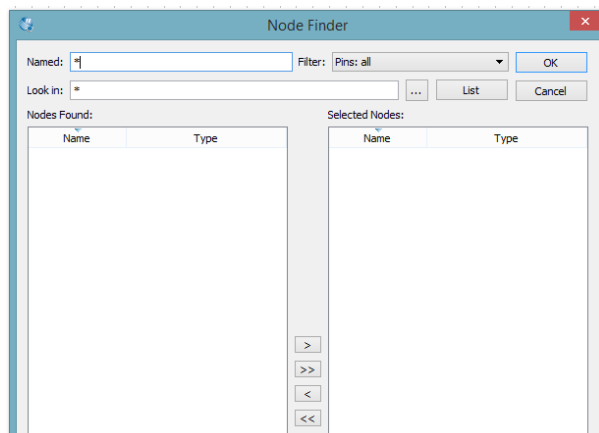 Node Finder
Named: *
Filter: Pins: all
OK
Look in: *
...
List
Cancel
Nodes Found:
Selected Nodes:
Name Type
Name Type
>
>>
<
<<